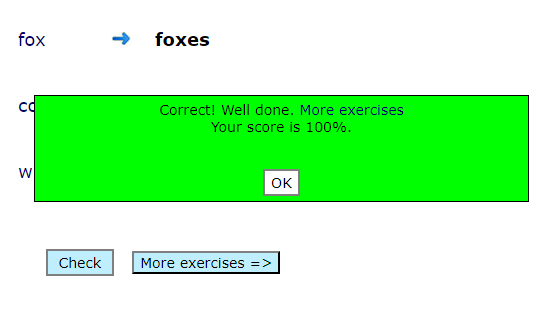 fox ➜ foxes
Correct! Well done. More exercises
Your score is 100%.
OK
Check More exercises =>